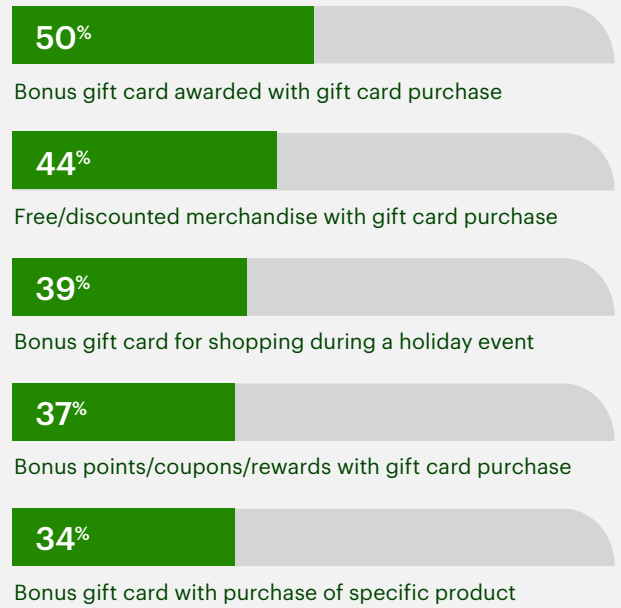 50%
Bonus gift card awarded with gift card purchase
44%
Free/discounted merchandise with gift card purchase
39%
Bonus gift card for shopping during a holiday event
37%
Bonus points/coupons/rewards with gift card purchase
34%
Bonus gift card with purchase of specific product